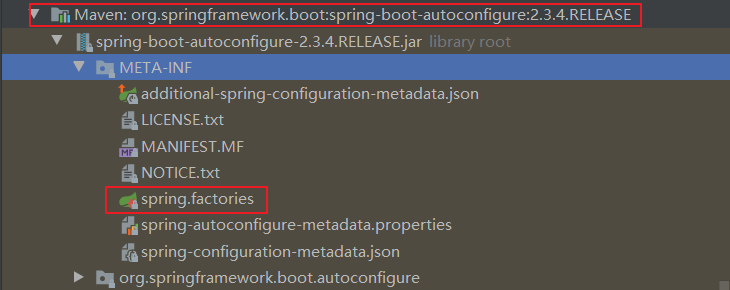 Maven: org.springframework.boot:spring-boot-autoconfigure:2.3.4.RELEASE
spring-boot-autoconfigure-2.3.4.RELEASE.jar library root
META-INF
additional-spring-configuration-metadata.json
LICENSE.txt
MANIFEST.MF
NOTICE.txt
spring.factories
spring-autoconfigure-metadata.properties
spring-configuration-metadata.json
org.springframework.boot.autoconfigure